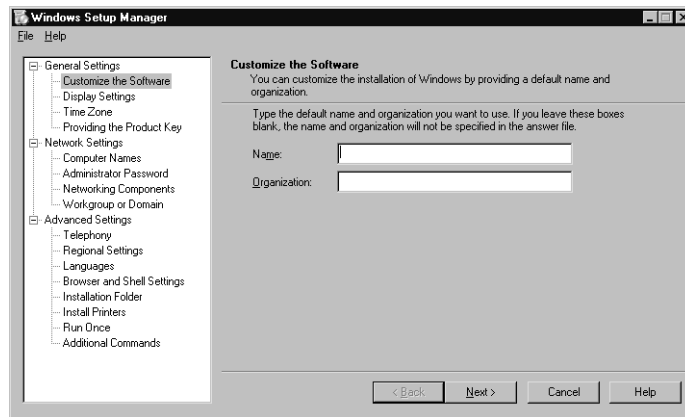 Windows Setup Manager
File Help
General Settings
Customize the Software
Display Settings
Time Zone
Providing the Product Key
Network Settings
Computer Names
Administrator Password
Networking Components
Workgroup or Domain
Advanced Settings
Telephony
Regional Settings
Languages
Browser and Shell Settings
Installation Folder
Install Printers
Run Once
Additional Commands
Customize the Software
You can customize the installation of Windows by providing a default name and
organization.
Type the default name and organization you want to use. If you leave these boxes
blank, the name and organization will not be specified in the answer file.
Name:
Organization:
< Back Next > Cancel Help